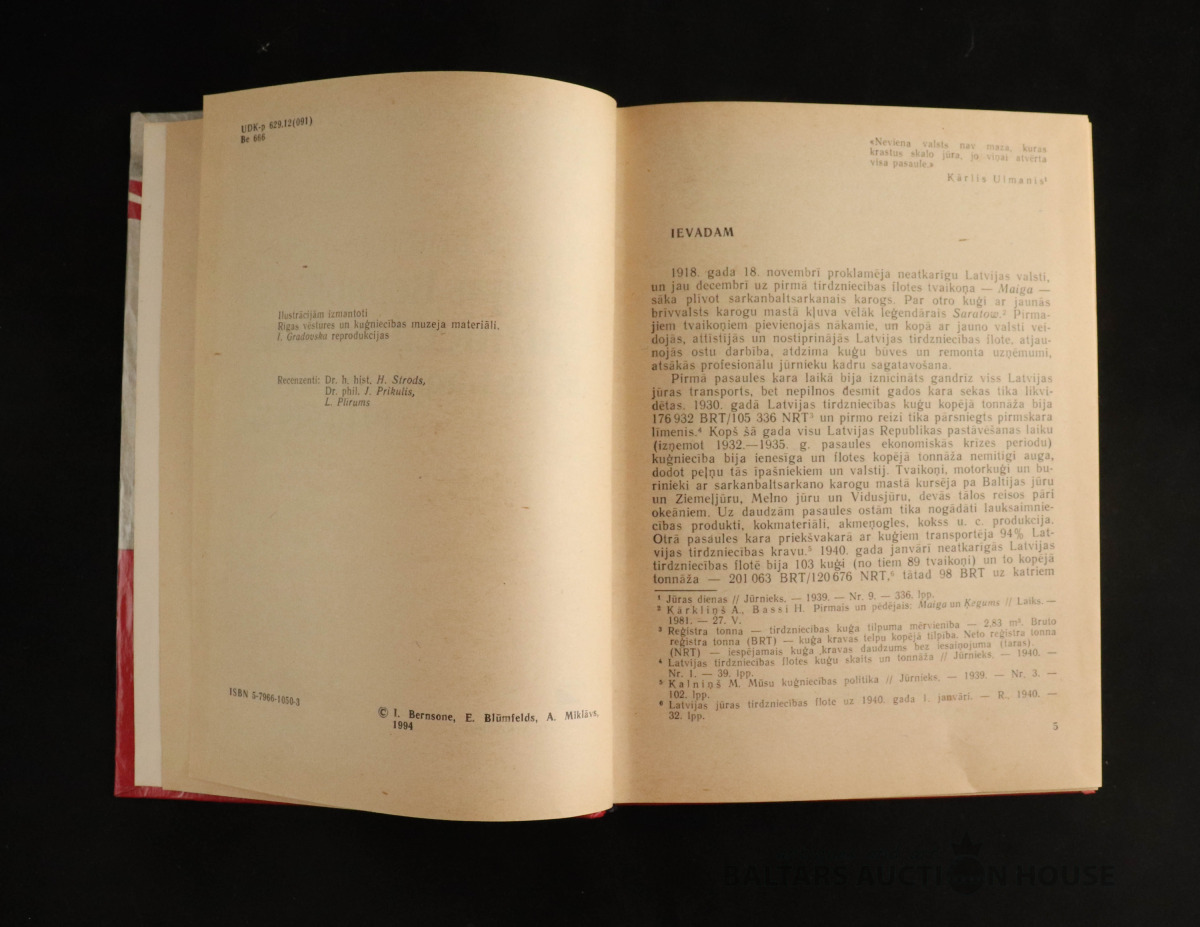 UDK-p 629.12(091)
Be 666
Ilustrācijām izmantoti
Rīgas vēstures un kuģniecības muzeja materiāli,
I. Gradovska reprodukcijas
Recenzenti: Dr. h. hist. H. Strods,
Dr. phil. J. Prikulis,
L. Plirums
ISBN 5-7966-1050-3
© I. Bernsone, E. Blūmfelds, A. Miklāvs,
1994
«Neviena valsts nav maza, kuras
krastus skalo jūra, jo viņai atvērta
visa pasaule.»
Kārlis Ulmanis¹
IEVADAM
1918. gada 18. novembrī proklamēja neatkarīgu Latvijas valsti,
un jau decembrī uz pirmā tirdzniecības flotes tvaikoņa — Maiga —
sāka plīvot sarkanbaltsarkanais karogs. Par otro kuģi ar jaunās
brīvvalsts karogu mastā kļuva vēlāk leģendārais Saratow.² Pirma-
jiem tvaikoņiem pievienojās nākamie, un kopā ar jauno valsti vei-
dojās, attīstījās un nostiprinājās Latvijas tirdzniecības flote, atjau-
nojās ostu darbība, atdzima kuģu būves un remonta uzņēmumi,
atsākās profesionālu jūrnieku kadru sagatavošana.
Pirmā pasaules kara laikā bija iznīcināts gandrīz viss Latvijas
jūras transports, bet nepilnos desmit gados kara sekas tika likvi-
dētas. 1930. gadā Latvijas tirdzniecības kuģu kopējā tonnāža bija
176 932 BRT/105 336 NRT³ un pirmo reizi tika pārsniegts pirmskara
līmenis.⁴ Kopš šā gada visu Latvijas Republikas pastāvēšanas laiku
(izņemot 1932.—1935. g. pasaules ekonomiskās krīzes periodu)
kuģniecība bija ienesīga un flotes kopējā tonnāža nemitīgi auga,
dodot peļņu tās īpašniekiem un valstij. Tvaikoņi, motorkuģi un bu-
rinieki ar sarkanbaltsarkano karogu mastā kursēja pa Baltijas jūru
un Ziemeļjūru, Melno jūru un Vidusjūru, devās tālos reisos pāri
okeāniem. Uz daudzām pasaules ostām tika nogādāti lauksaimnie-
cības produkti, kokmateriāli, akmeņogles, kokss u. c. produkcija.
Otrā pasaules kara priekšvakarā ar kuģiem transportēja 94% Lat-
vijas tirdzniecības kravu.⁵ 1940. gada janvārī neatkarīgās Latvijas
tirdzniecības flotē bija 103 kuģi (no tiem 89 tvaikoņi) un to kopējā
tonnāža — 201 063 BRT/120 676 NRT,⁶ tātad 98 BRT uz katriem
¹ Jūras dienas // Jūrnieks. — 1939. — Nr. 9. — 336. lpp.
² Kārkliņš A., Bassi H. Pirmais un pēdējais: Maiga un Ķegums // Laiks. —
1981. — 27. V.
³ Reģistra tonna — tirdzniecības kuģa tilpuma mērvienība — 2,83 m³. Bruto
reģistra tonna (BRT) — kuģa kravas telpu kopējā tilpība. Neto reģistra tonna
(NRT) — iespējamais kuģa kravas daudzums bez iesaiņojuma (taras).
⁴ Latvijas tirdzniecības flotes kuģu skaits un tonnāža // Jūrnieks. — 1940. —
Nr. 1. — 39. lpp.
⁵ Kalniņš M. Mūsu kuģniecības politika // Jūrnieks. — 1939. — Nr. 3. —
102. lpp.
⁶ Latvijas jūras tirdzniecības flote uz 1940. gada 1. janvāri. — R., 1940. —
32. lpp.
5
BALTARS AUCTION HOUSE